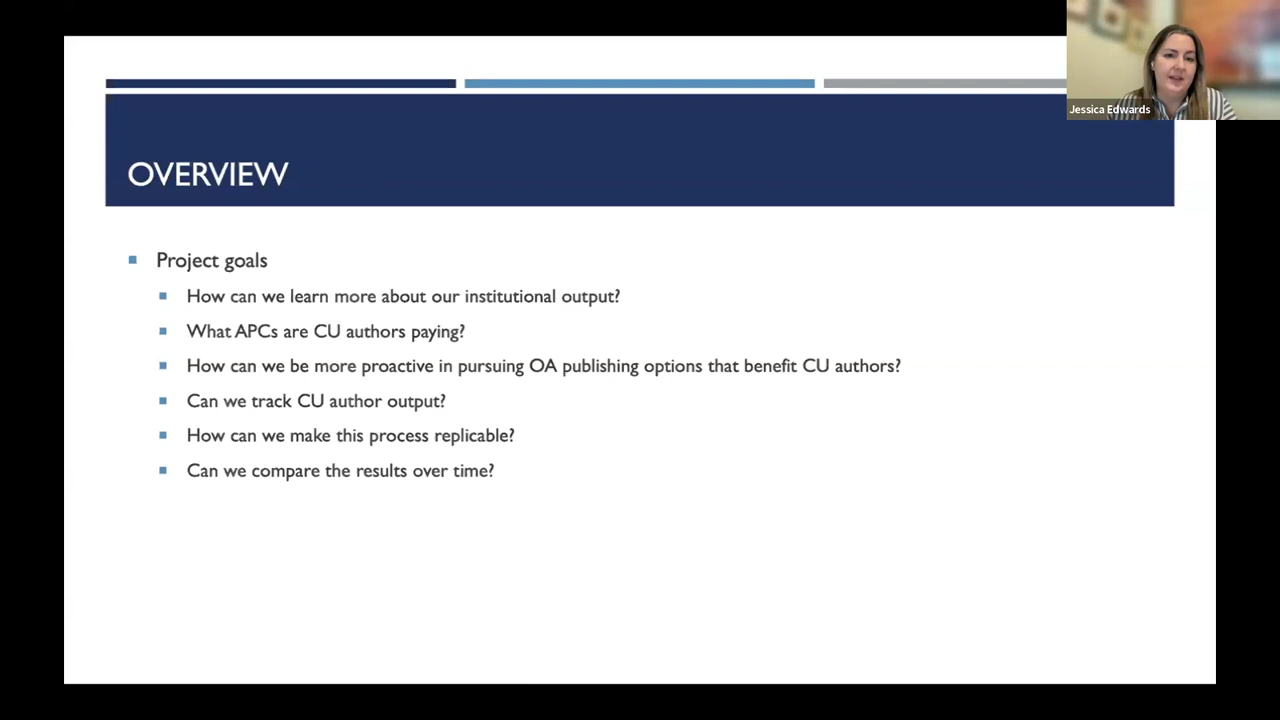 Jessica Edwards
OVERVIEW
Project goals
How can we learn more about our institutional output?
What APCs are CU authors paying?
How can we be more proactive in pursuing OA publishing options that benefit CU authors?
Can we track CU author output?
How can we make this process replicable?
Can we compare the results over time?